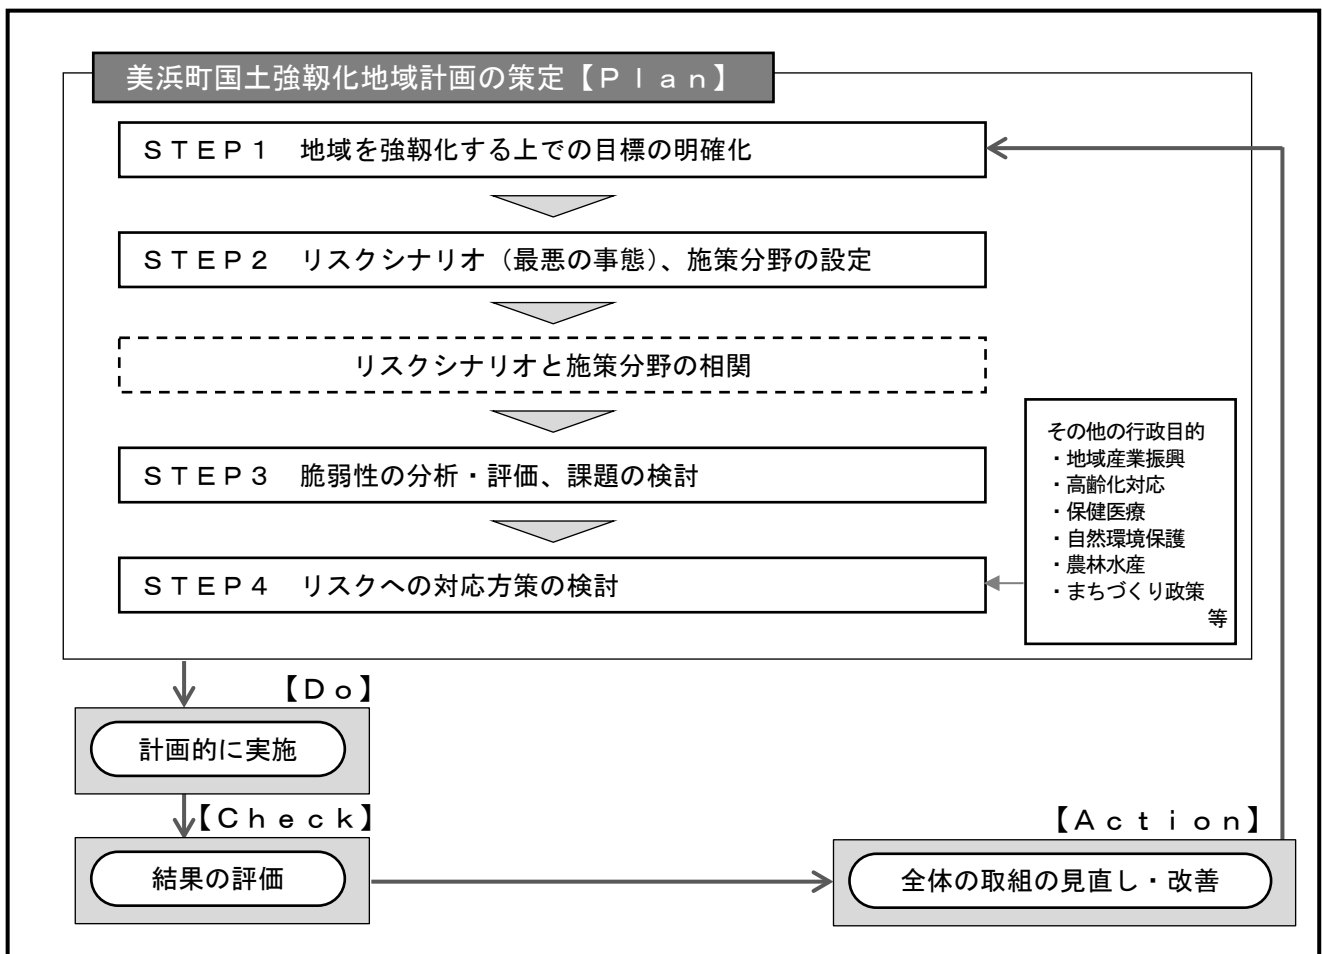 美浜町国土強靱化地域計画の策定【Ｐｌａｎ】
ＳＴＥＰ１　地域を強靱化する上での目標の明確化
ＳＴＥＰ２　リスクシナリオ（最悪の事態）、施策分野の設定
リスクシナリオと施策分野の相関
ＳＴＥＰ３　脆弱性の分析・評価、課題の検討
ＳＴＥＰ４　リスクへの対応方策の検討
その他の行政目的
・地域産業振興
・高齢化対応
・保健医療
・自然環境保護
・農林水産
・まちづくり政策
等
【Ｄｏ】
計画的に実施
【Ｃｈｅｃｋ】
結果の評価
【Ａｃｔｉｏｎ】
全体の取組の見直し・改善